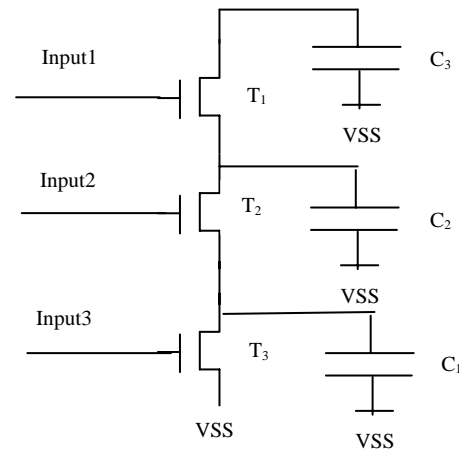 Input1
T₁
C₃
VSS
Input2
T₂
C₂
VSS
Input3
T₃
C₁
VSS
VSS